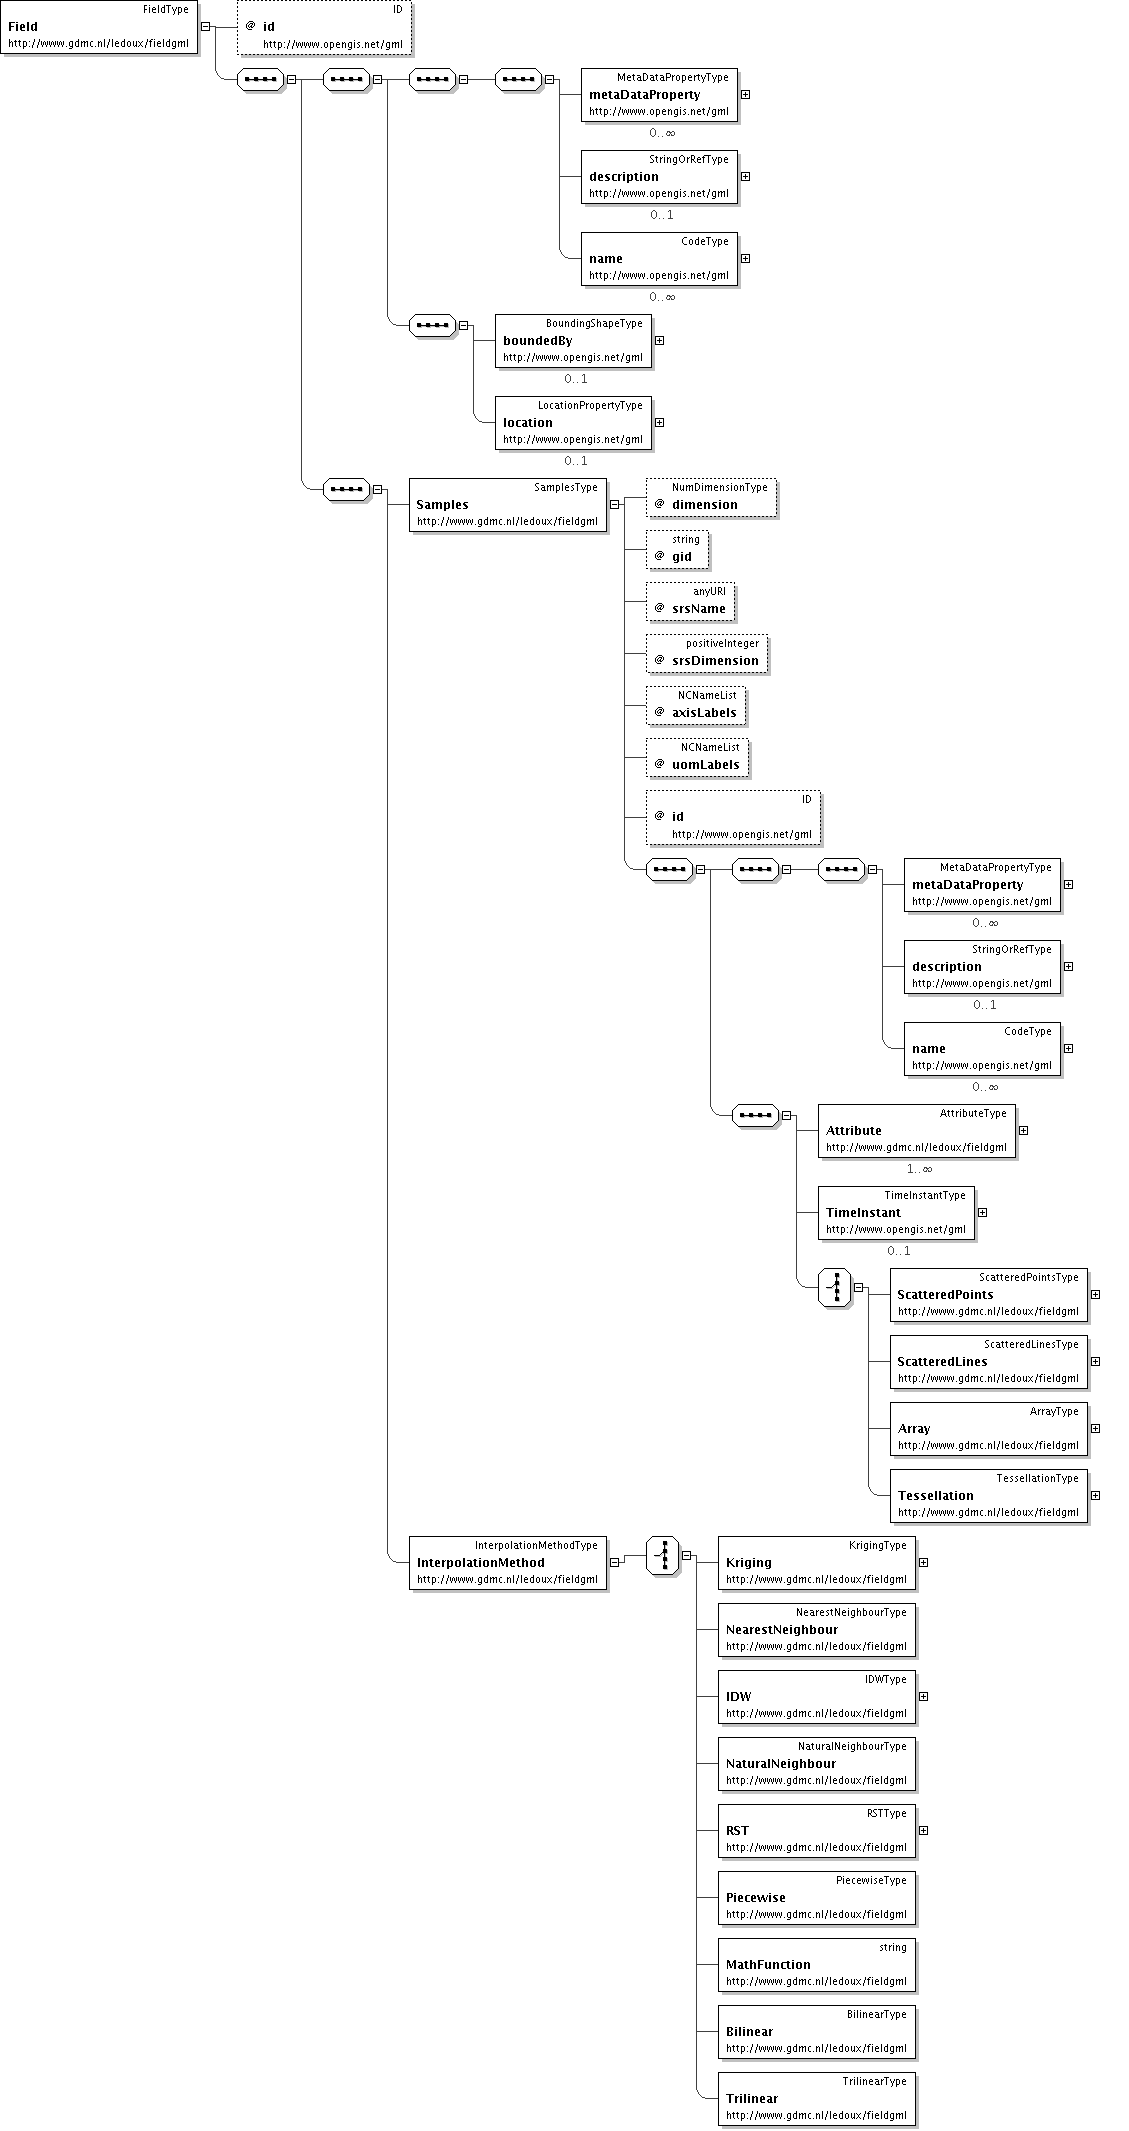 FieldType
Field
http://www.gdmc.nl/ledoux/fieldgml
ID
@ id
http://www.opengis.net/gml
MetaDataPropertyType
metaDataProperty
http://www.opengis.net/gml
0..∞
StringOrRefType
description
http://www.opengis.net/gml
0..1
CodeType
name
http://www.opengis.net/gml
0..∞
BoundingShapeType
boundedBy
http://www.opengis.net/gml
0..1
LocationPropertyType
location
http://www.opengis.net/gml
0..1
SamplesType
Samples
http://www.gdmc.nl/ledoux/fieldgml
NumDimensionType
@ dimension
string
@ gid
anyURI
@ srsName
positiveInteger
@ srsDimension
NCNameList
@ axisLabels
NCNameList
@ uomLabels
ID
@ id
http://www.opengis.net/gml
MetaDataPropertyType
metaDataProperty
http://www.opengis.net/gml
0..∞
StringOrRefType
description
http://www.opengis.net/gml
0..1
CodeType
name
http://www.opengis.net/gml
0..∞
AttributeType
Attribute
http://www.gdmc.nl/ledoux/fieldgml
1..∞
TimeInstantType
TimeInstant
http://www.opengis.net/gml
0..1
ScatteredPointsType
ScatteredPoints
http://www.gdmc.nl/ledoux/fieldgml
ScatteredLinesType
ScatteredLines
http://www.gdmc.nl/ledoux/fieldgml
ArrayType
Array
http://www.gdmc.nl/ledoux/fieldgml
TessellationType
Tessellation
http://www.gdmc.nl/ledoux/fieldgml
InterpolationMethodType
InterpolationMethod
http://www.gdmc.nl/ledoux/fieldgml
KrigingType
Kriging
http://www.gdmc.nl/ledoux/fieldgml
NearestNeighbourType
NearestNeighbour
http://www.gdmc.nl/ledoux/fieldgml
IDWType
IDW
http://www.gdmc.nl/ledoux/fieldgml
NaturalNeighbourType
NaturalNeighbour
http://www.gdmc.nl/ledoux/fieldgml
RSTType
RST
http://www.gdmc.nl/ledoux/fieldgml
PiecewiseType
Piecewise
http://www.gdmc.nl/ledoux/fieldgml
string
MathFunction
http://www.gdmc.nl/ledoux/fieldgml
BilinearType
Bilinear
http://www.gdmc.nl/ledoux/fieldgml
TrilinearType
Trilinear
http://www.gdmc.nl/ledoux/fieldgml